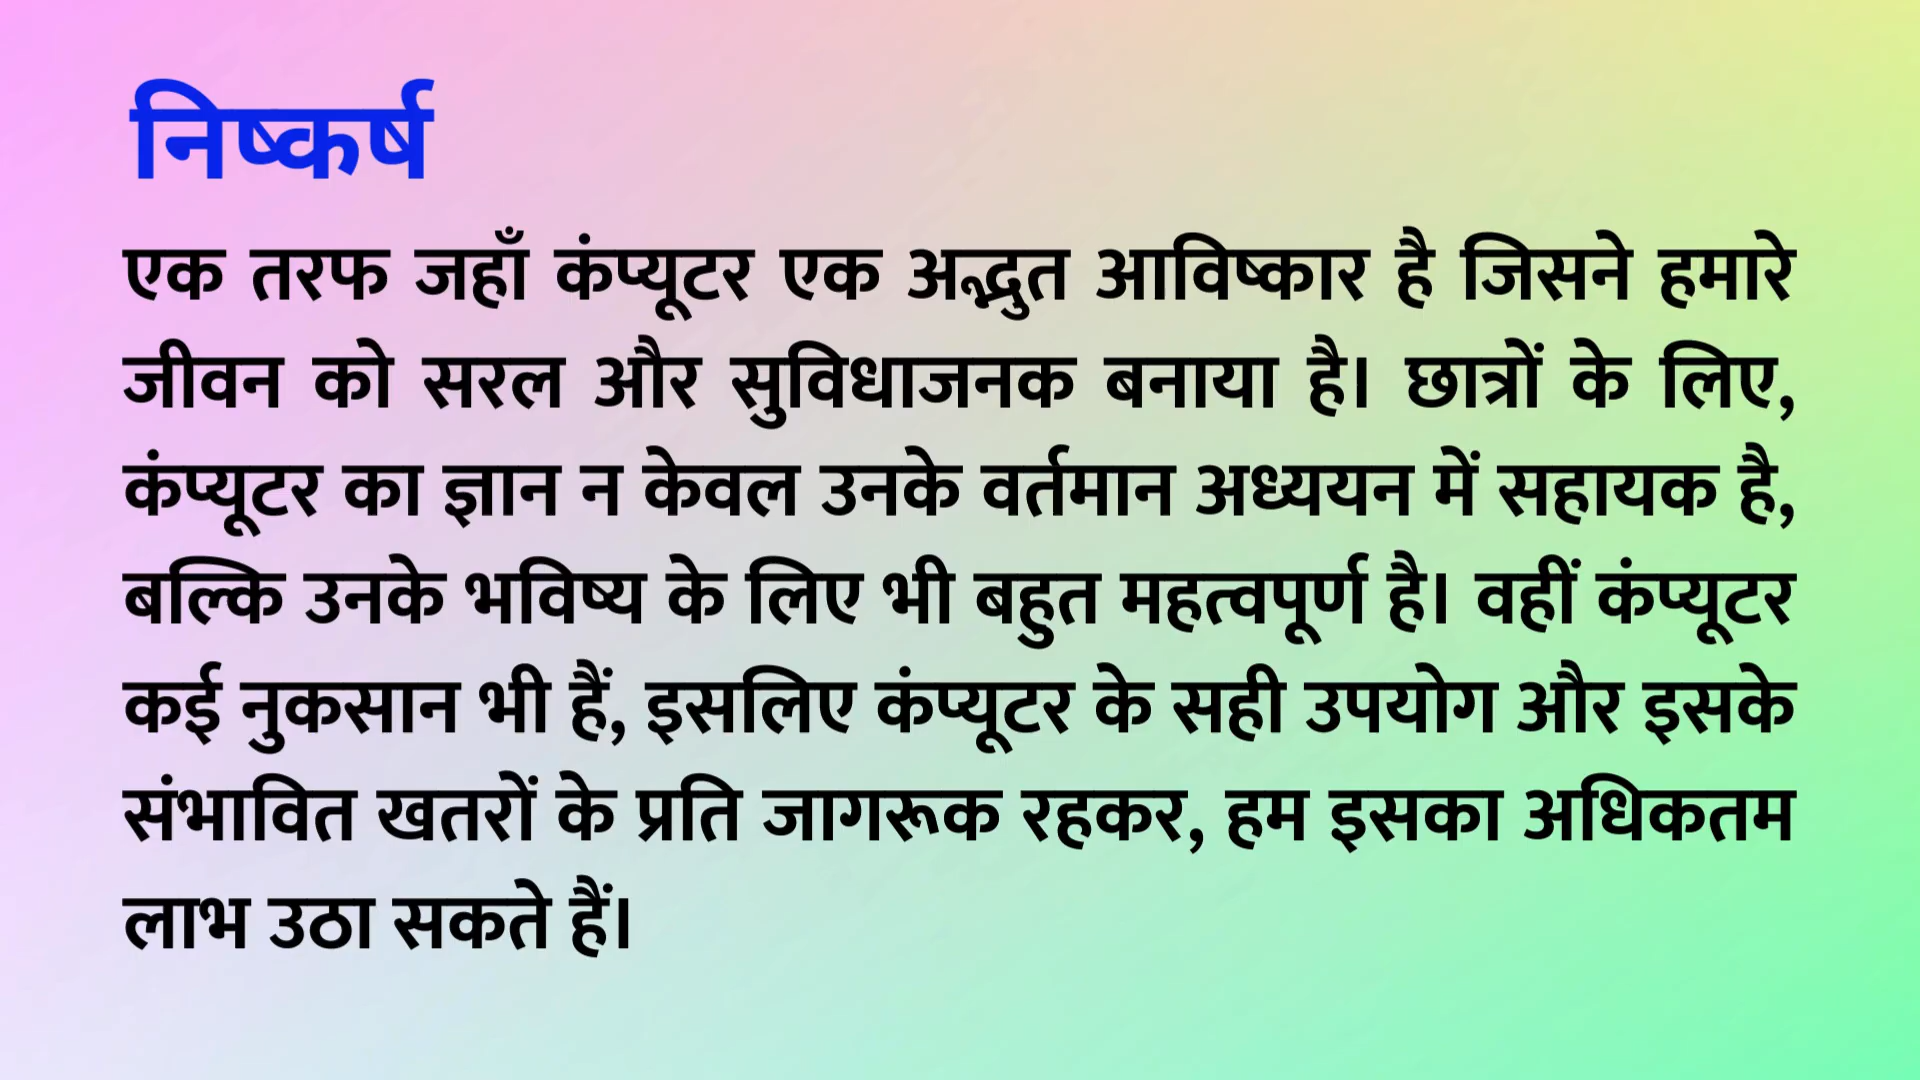 निष्कर्ष
एक तरफ जहाँ कंप्यूटर एक अद्भुत आविष्कार है जिसने हमारे
जीवन को सरल और सुविधाजनक बनाया है। छात्रों के लिए,
कंप्यूटर का ज्ञान न केवल उनके वर्तमान अध्ययन में सहायक है,
बल्कि उनके भविष्य के लिए भी बहुत महत्वपूर्ण है। वहीं कंप्यूटर
कई नुकसान भी हैं, इसलिए कंप्यूटर के सही उपयोग और इसके
संभावित खतरों के प्रति जागरूक रहकर, हम इसका अधिकतम
लाभ उठा सकते हैं।